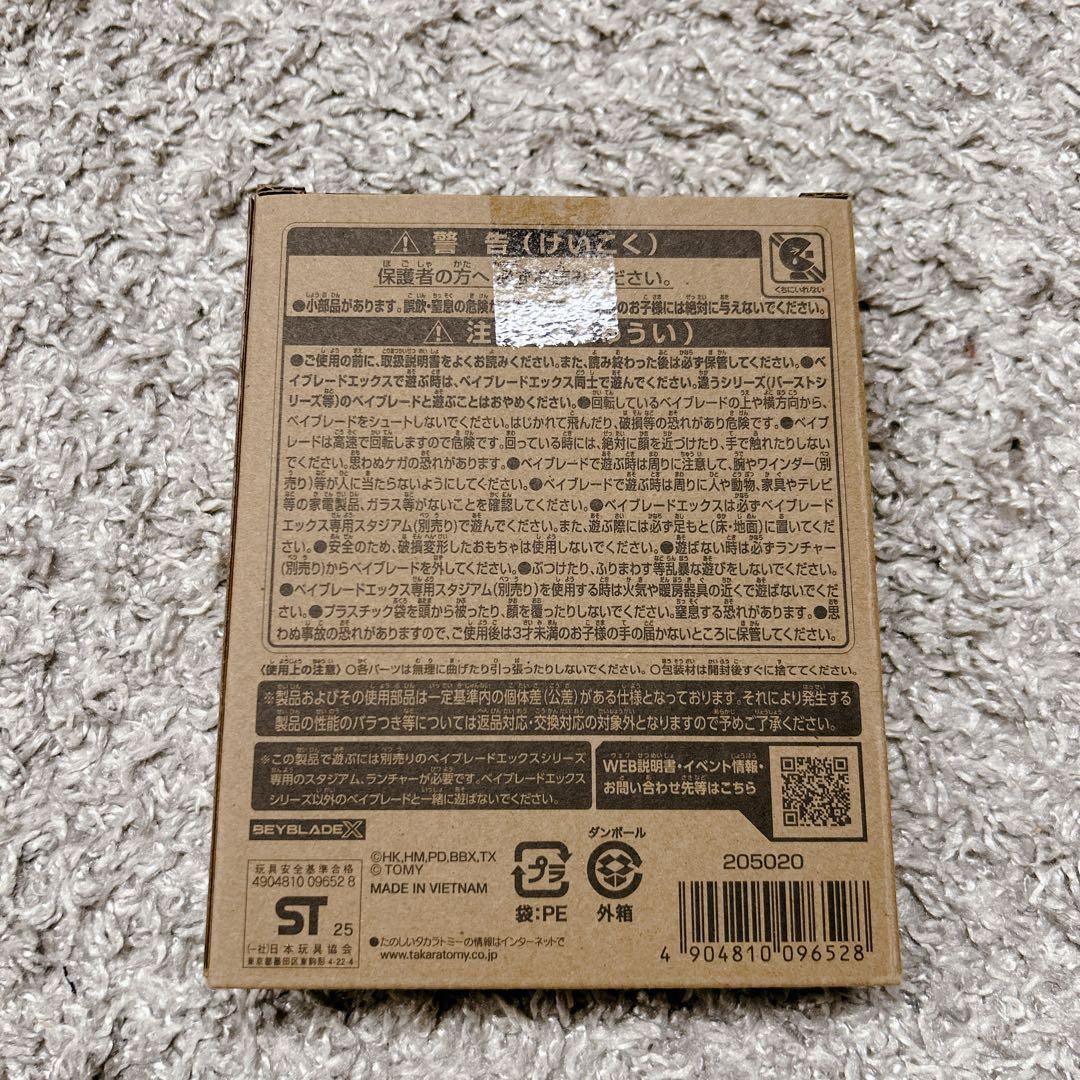 ⚠警 告(けいこく)
保護者の方へ 必ずお読みください。
●小部品があります。誤飲・窒息の危険 のお子様には絶対に与えないでください。
くちにいれない
⚠注 うい)
●ご使用の前に、取扱説明書をよくお読みください。また、読み終わった後は必ず保管してください。●ベ
イブレードエックスで遊ぶ時は、ベイブレードエックス同士で遊んでください。違うシリーズ(バーストシ
リーズ等)のベイブレードと遊ぶことはおやめください。●回転しているベイブレードの上や横方向から、
ベイブレードをシュートしないでください。はじかれて飛んだり、破損等の恐れがあり危険です。●ベイブ
レードは高速で回転しますので危険です。回っている時には、絶対に顔を近づけたり、手で触れたりしない
でください。思わぬケガの恐れがあります。●ベイブレードで遊ぶ時は周りに注意して、腕やワインダー(別
売り)等が人に当たらないようにしてください。●ベイブレードで遊ぶ時は周りに人や動物、家具やテレビ
等の家電製品、ガラス等がないことを確認してください。●ベイブレードエックスは必ずベイブレード
エックス専用スタジアム(別売り)で遊んでください。また、遊ぶ際には必ず足もと(床・地面)に置いてくだ
さい。●安全のため、破損変形したおもちゃは使用しないでください。●遊ばない時は必ずランチャー
(別売り)からベイブレードを外してください。●ぶつけたり、ふりまわす等乱暴な遊びをしないでください。
●ベイブレードエックス専用スタジアム(別売り)を使用する時は火気や暖房器具の近くで遊ばないでくだ
さい。●プラスチック袋を頭から被ったり、顔を覆ったりしないでください。窒息する恐れがあります。●思
わぬ事故の恐れがありますので、ご使用後は3才未満のお子様の手の届かないところに保管してください。
〈使用上の注意〉○各パーツは無理に曲げたり引っ張ったりしないでください。○包装材は開封後すぐに捨ててください。
※製品およびその使用部品は一定基準内の個体差(公差)がある仕様となっております。それにより発生する
製品の性能のバラつき等については返品対応・交換対応の対象外となりますので予めご了承ください。
※この製品で遊ぶには別売りのベイブレードエックスシリーズ
専用のスタジアム、ランチャーが必要です。ベイブレードエックス
シリーズ以外のベイブレードと一緒に遊ばないでください。
WEB説明書・イベント情報・
お問い合わせ先等はこちら
BEYBLADE X
玩具安全基準合格
4904810 09652 8
ST 25
(一社)日本玩具協会
東京都墨田区東駒形 4-22-4
©HK,HM,PD,BBX,TX
© TOMY
MADE IN VIETNAM
プラ
袋:PE
ダンボール
外箱
●たのしいタカラトミーの情報はインターネットで
www.takaratomy.co.jp
205020
4 904810 096528